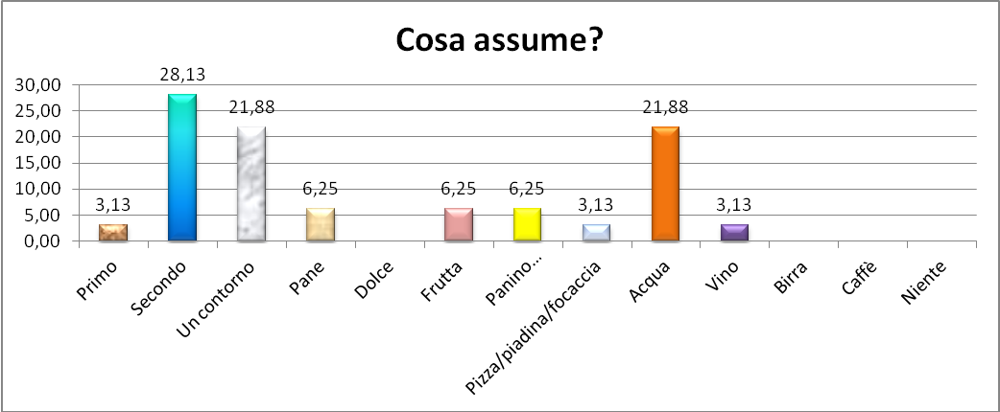 Cosa assume?
30,00
25,00
20,00
15,00
10,00
5,00
0,00
3,13
28,13
21,88
6,25
6,25
6,25
3,13
21,88
3,13
Primo
Secondo
Un contorno
Pane
Dolce
Frutta
Panino...
Pizza/piadina/focaccia
Acqua
Vino
Birra
Caffè
Niente